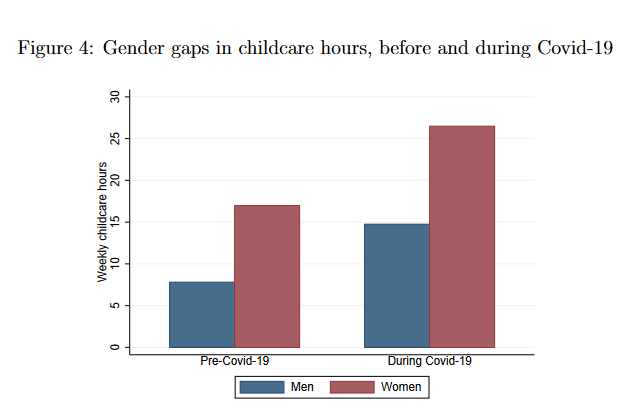 Figure 4: Gender gaps in childcare hours, before and during Covid-19
30
25
20
15
10
5
0
Weekly childcare hours
Pre-Covid-19 During Covid-19
Men Women